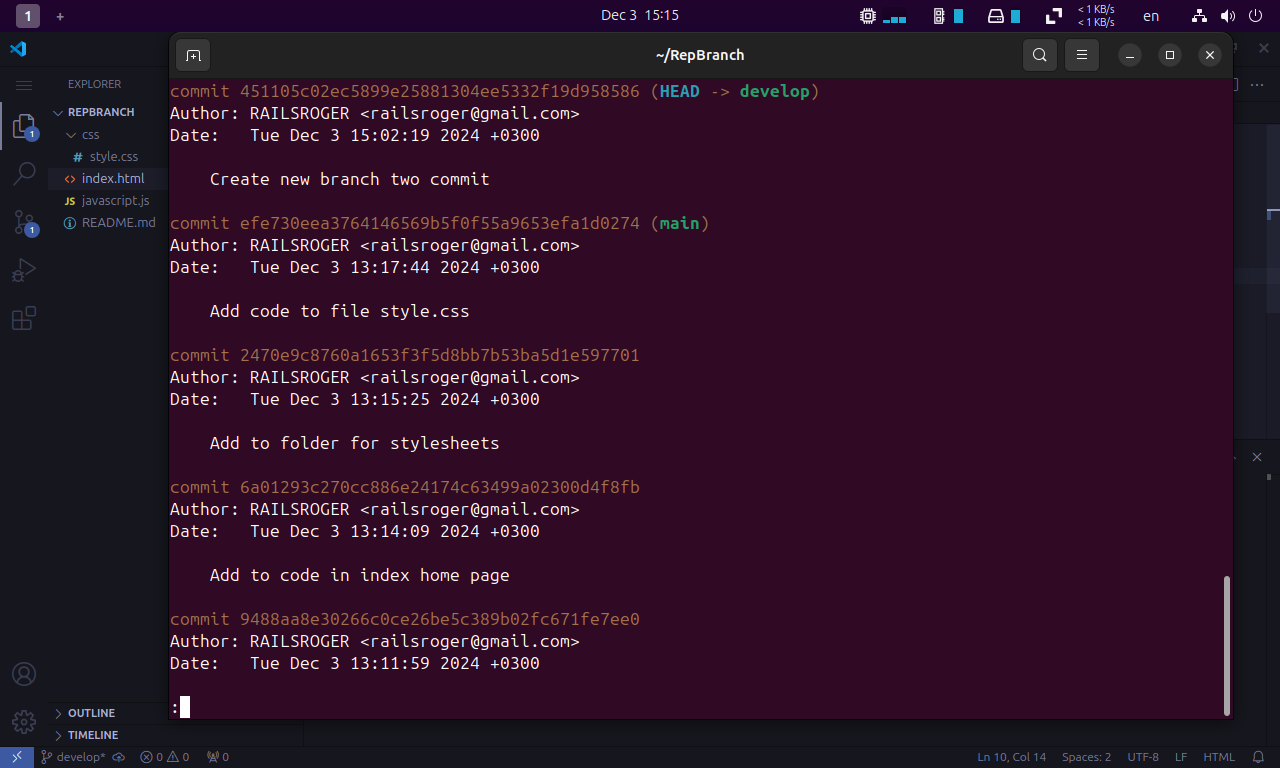 1 + Dec 3 15:15 < 1 KB/s en
< 1 KB/s
~/RepBranch
EXPLORER
REPBRANCH
css
# style.css
<> index.html
JS javascript.js
README.md
1
1
commit 451105c02ec5899e25881304ee5332f19d958586 (HEAD -> develop)
Author: RAILSROGER <railsroger@gmail.com>
Date:   Tue Dec 3 15:02:19 2024 +0300
Create new branch two commit
commit efe730eea3764146569b5f0f55a9653efa1d0274 (main)
Author: RAILSROGER <railsroger@gmail.com>
Date:   Tue Dec 3 13:17:44 2024 +0300
Add code to file style.css
commit 2470e9c8760a1653f3f5d8bb7b53ba5d1e597701
Author: RAILSROGER <railsroger@gmail.com>
Date:   Tue Dec 3 13:15:25 2024 +0300
Add to folder for stylesheets
commit 6a01293c270cc886e24174c63499a02300d4f8fb
Author: RAILSROGER <railsroger@gmail.com>
Date:   Tue Dec 3 13:14:09 2024 +0300
Add to code in index home page
commit 9488aa8e30266c0ce26be5c389b02fc671fe7ee0
Author: RAILSROGER <railsroger@gmail.com>
Date:   Tue Dec 3 13:11:59 2024 +0300
:
OUTLINE
TIMELINE
develop* 0 0 0 Ln 10, Col 14 Spaces: 2 UTF-8 LF HTML